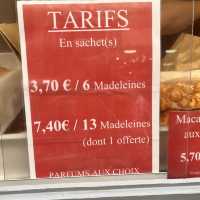 TARIFS
En sachet(s)
3,70 € / 6 Madeleines
7,40€ / 13 Madeleines
(dont 1 offerte)
PARFUMS AUX CHOIX
Maca
aux
5,70